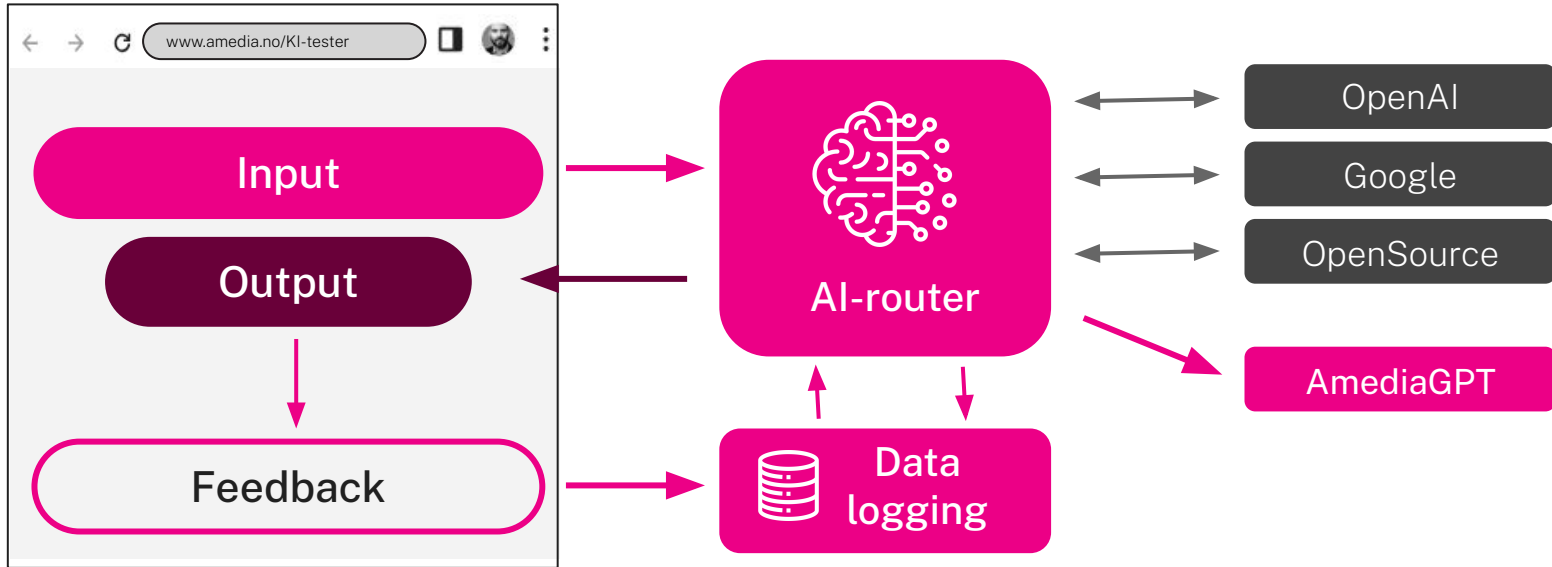 www.amedia.no/KI-tester
Input
Output
Feedback
AI-router
Data
logging
OpenAI
Google
OpenSource
AmediaGPT